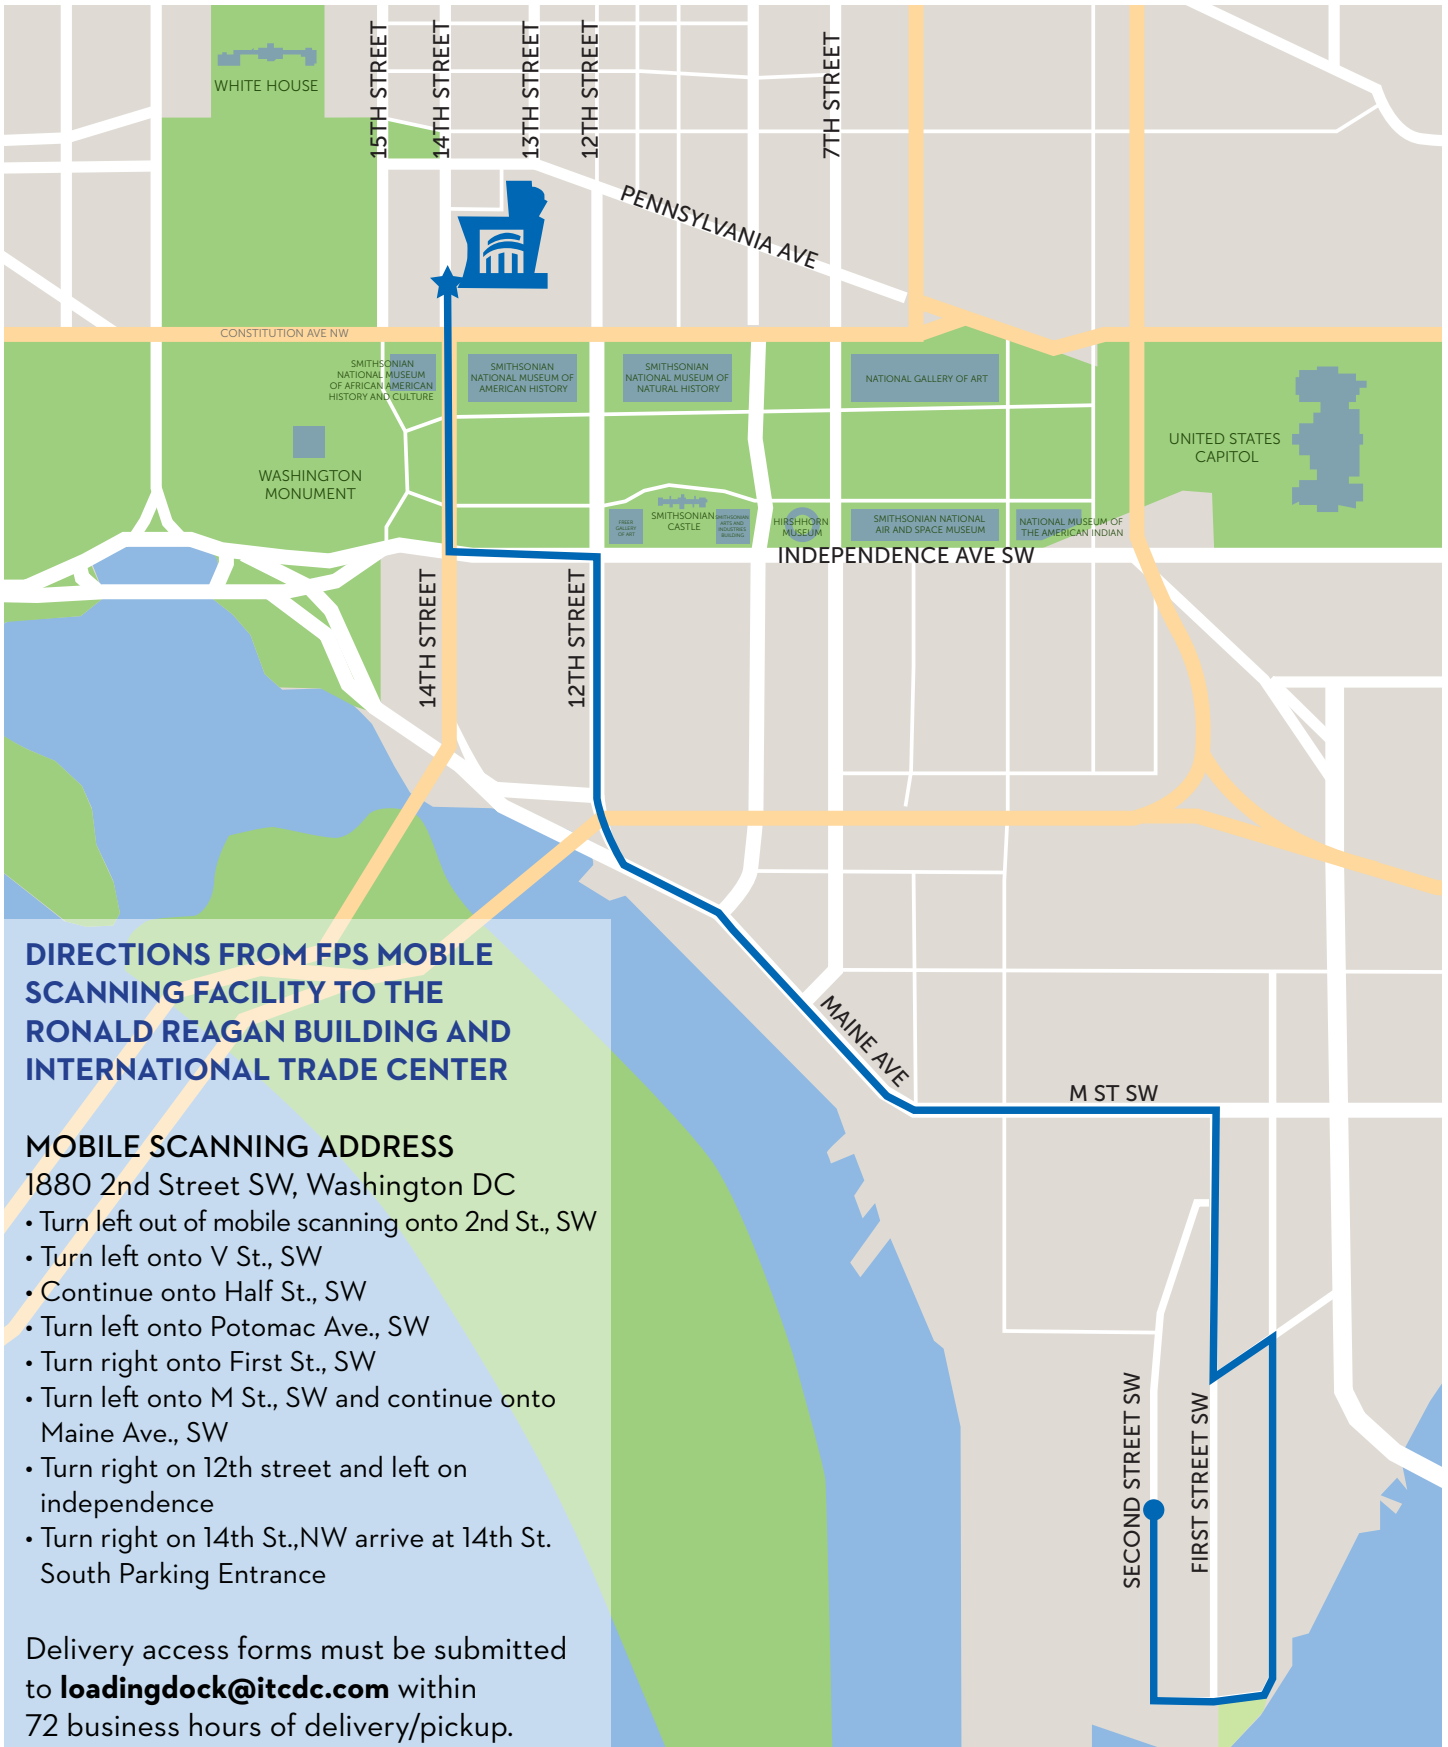 15TH STREET
14TH STREET
13TH STREET
12TH STREET
7TH STREET
WHITE HOUSE
PENNSYLVANIA AVE
CONSTITUTION AVE NW
SMITHSONIAN
NATIONAL MUSEUM
OF AFRICAN AMERICAN
HISTORY AND CULTURE
SMITHSONIAN
NATIONAL MUSEUM OF
AMERICAN HISTORY
SMITHSONIAN
NATIONAL MUSEUM OF
NATURAL HISTORY
NATIONAL GALLERY OF ART
UNITED STATES
CAPITOL
WASHINGTON
MONUMENT
FREER
GALLERY
OF ART
SMITHSONIAN
CASTLE
SMITHSONIAN
ARTS AND
INDUSTRIES
BUILDING
HIRSHHORN
MUSEUM
SMITHSONIAN NATIONAL
AIR AND SPACE MUSEUM
NATIONAL MUSEUM OF
THE AMERICAN INDIAN
INDEPENDENCE AVE SW
14TH STREET
12TH STREET
MAINE AVE
M ST SW
SECOND STREET SW
FIRST STREET SW
DIRECTIONS FROM FPS MOBILE
SCANNING FACILITY TO THE
RONALD REAGAN BUILDING AND
INTERNATIONAL TRADE CENTER
MOBILE SCANNING ADDRESS
1880 2nd Street SW, Washington DC
• Turn left out of mobile scanning onto 2nd St., SW
• Turn left onto V St., SW
• Continue onto Half St., SW
• Turn left onto Potomac Ave., SW
• Turn right onto First St., SW
• Turn left onto M St., SW and continue onto
Maine Ave., SW
• Turn right on 12th street and left on
independence
• Turn right on 14th St.,NW arrive at 14th St.
South Parking Entrance
Delivery access forms must be submitted
to loadingdock@itcdc.com within
72 business hours of delivery/pickup.